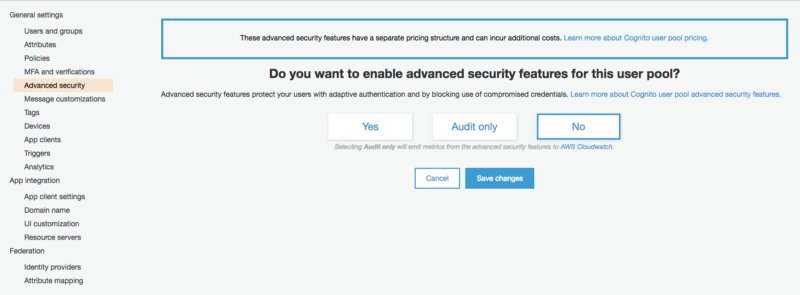 General settings
Users and groups
Attributes
Policies
MFA and verifications
Advanced security
Message customizations
Tags
Devices
App clients
Triggers
Analytics
App integration
App client settings
Domain name
UI customization
Resource servers
Federation
Identity providers
Attribute mapping
These advanced security features have a separate pricing structure and can incur additional costs. Learn more about Cognito user pool pricing.
Do you want to enable advanced security features for this user pool?
Advanced security features protect your users with adaptive authentication and by blocking use of compromised credentials. Learn more about Cognito user pool advanced security features.
Yes Audit only No
Selecting Audit only will emit metrics from the advanced security features to AWS Cloudwatch.
Cancel Save changes